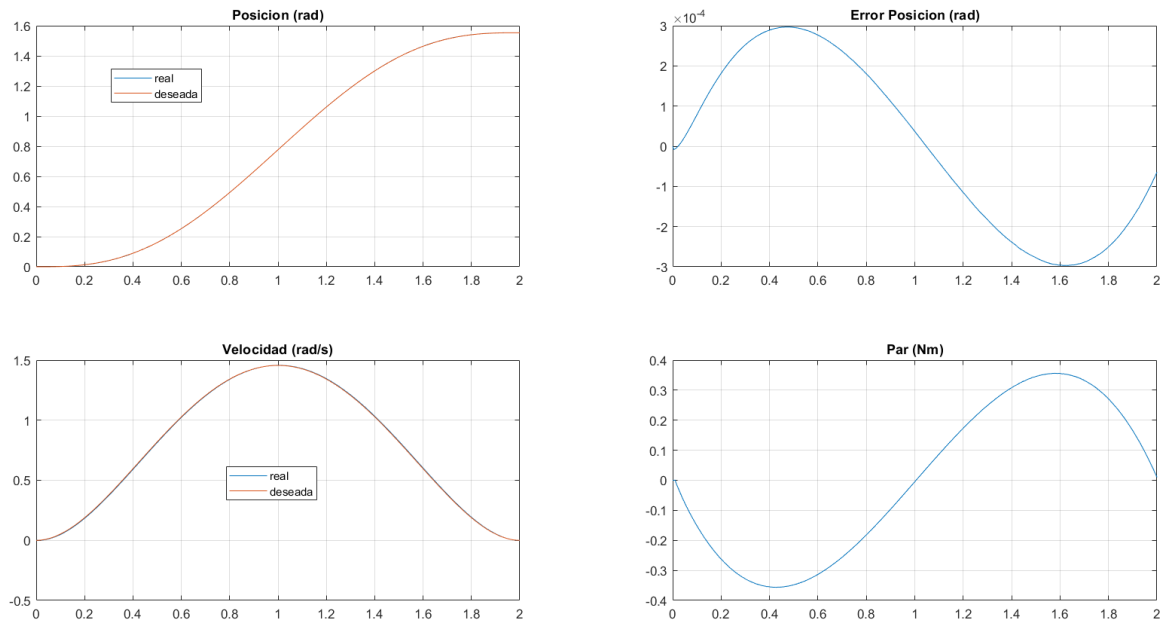 Posicion (rad)
1.6
1.4
1.2
1
0.8
0.6
0.4
0.2
0
real
deseada
0 0.2 0.4 0.6 0.8 1 1.2 1.4 1.6 1.8 2
Error Posicion (rad)
×10⁻⁴
3
2
1
0
-1
-2
-3
0 0.2 0.4 0.6 0.8 1 1.2 1.4 1.6 1.8 2
Velocidad (rad/s)
1.5
1
0.5
0
-0.5
real
deseada
0 0.2 0.4 0.6 0.8 1 1.2 1.4 1.6 1.8 2
Par (Nm)
0.4
0.3
0.2
0.1
0
-0.1
-0.2
-0.3
-0.4
0 0.2 0.4 0.6 0.8 1 1.2 1.4 1.6 1.8 2